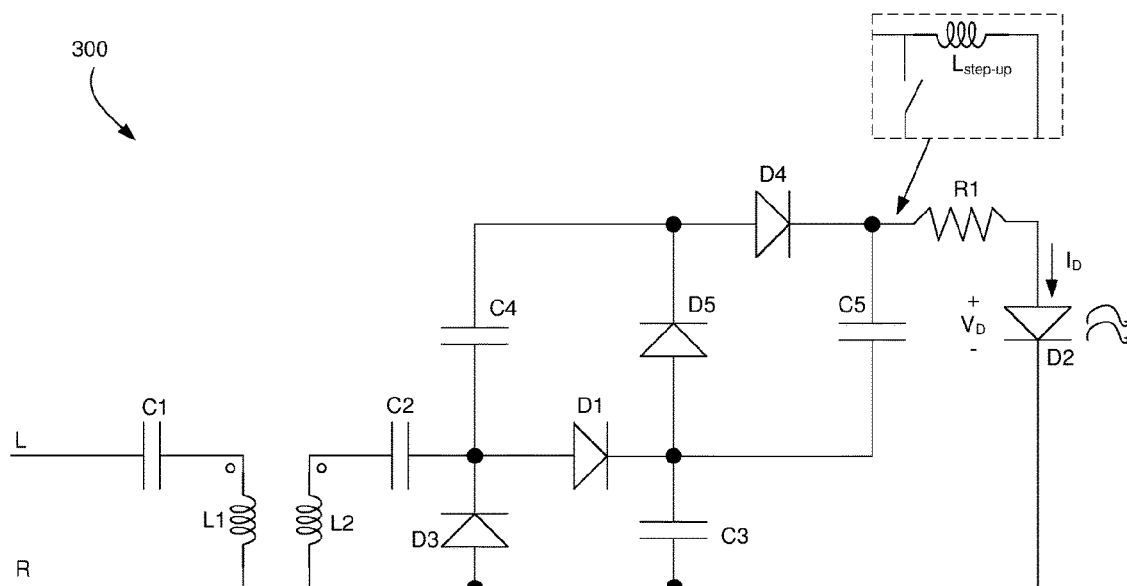 300
Lstep-up
D4
R1
ID
C4
D5
C5
+
VD
-
D2
C1
C2
D1
L
L1
L2
D3
C3
R